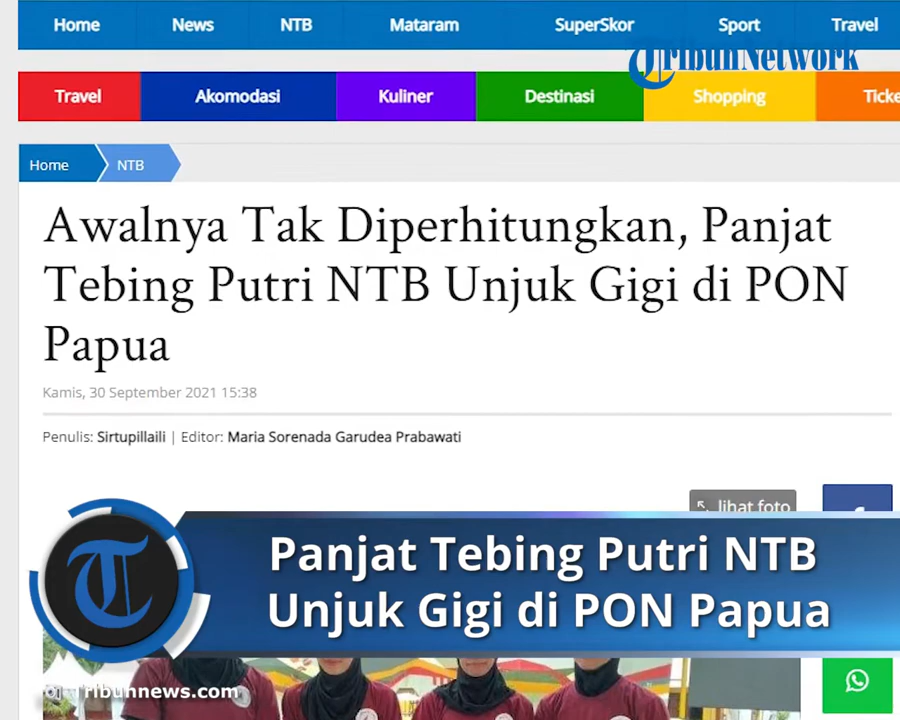 Home News NTB Mataram SuperSkor Sport Travel
TribunNetwork
Travel Akomodasi Kuliner Destinasi Shopping
Home NTB
Awalnya Tak Diperhitungkan, Panjat
Tebing Putri NTB Unjuk Gigi di PON
Papua
Kamis, 30 September 2021 15:38
Penulis: Sirtupillaili | Editor: Maria Sorenada Garudea Prabawati
lihat foto
Panjat Tebing Putri NTB
Unjuk Gigi di PON Papua
Tribunnews.com